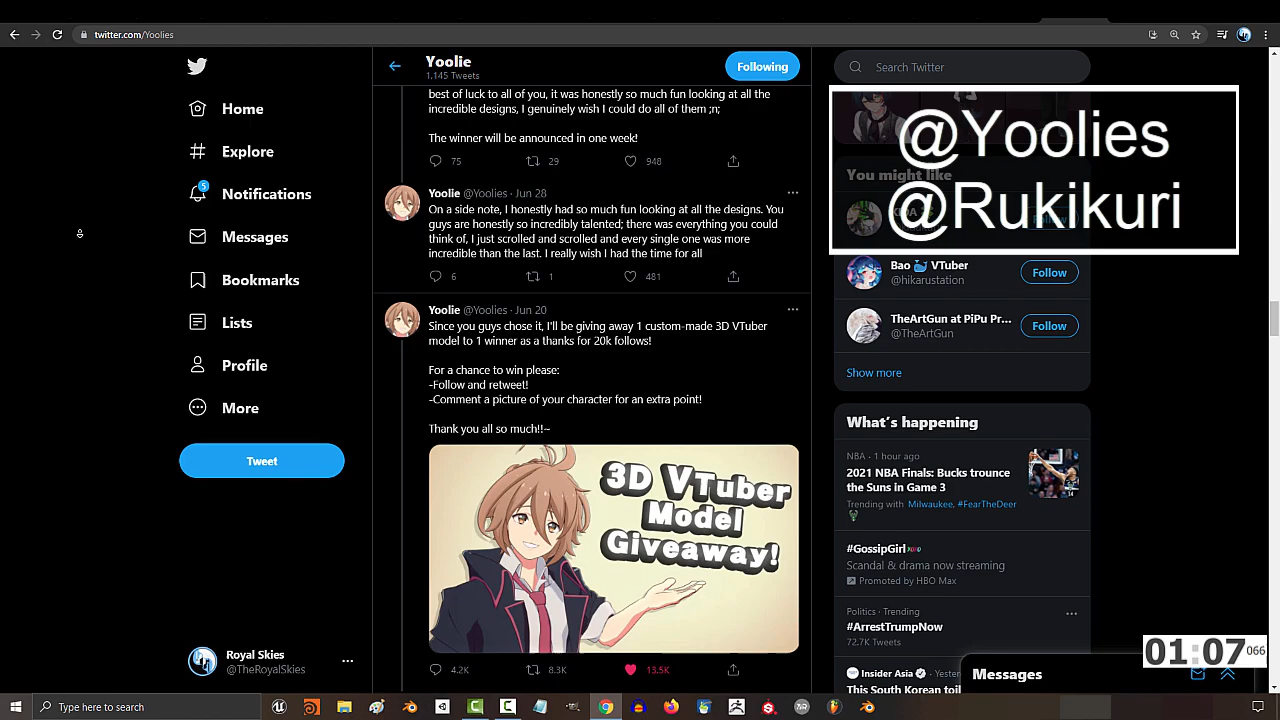 twitter.com/Yoolies
Home
Explore
5
Notifications
Messages
Bookmarks
Lists
Profile
More
Tweet
Royal Skies
@TheRoyalSkies
Yoolie
1,145 Tweets
Following
best of luck to all of you, it was honestly so much fun looking at all the
incredible designs, I genuinely wish I could do all of them ;n;
The winner will be announced in one week!
75 29 948
Yoolie @Yoolies · Jun 28
On a side note, I honestly had so much fun looking at all the designs. You
guys are honestly so incredibly talented; there was everything you could
think of, I just scrolled and scrolled and every single one was more
incredible than the last. I really wish I had the time for all
6 1 481
Yoolie @Yoolies · Jun 20
Since you guys chose it, I'll be giving away 1 custom-made 3D VTuber
model to 1 winner as a thanks for 20k follows!
For a chance to win please:
-Follow and retweet!
-Comment a picture of your character for an extra point!
Thank you all so much!!~
3D VTuber
Model
Giveaway!
4.2K 8.3K 13.5K
Search Twitter
@Yoolies
@Rukikuri
You might like
Bao VTuber
@hikarustation
Follow
TheArtGun at PiPu Pr...
@TheArtGun
Follow
Show more
What's happening
NBA · 1 hour ago
2021 NBA Finals: Bucks trounce
the Suns in Game 3
Trending with Milwaukee, #FearTheDeer
#GossipGirl
Scandal & drama now streaming
Promoted by HBO Max
Politics · Trending
#ArrestTrumpNow
72.7K Tweets
Insider Asia · 1 hour ago
This South Korean toil
Messages
01:07 066
Type here to search